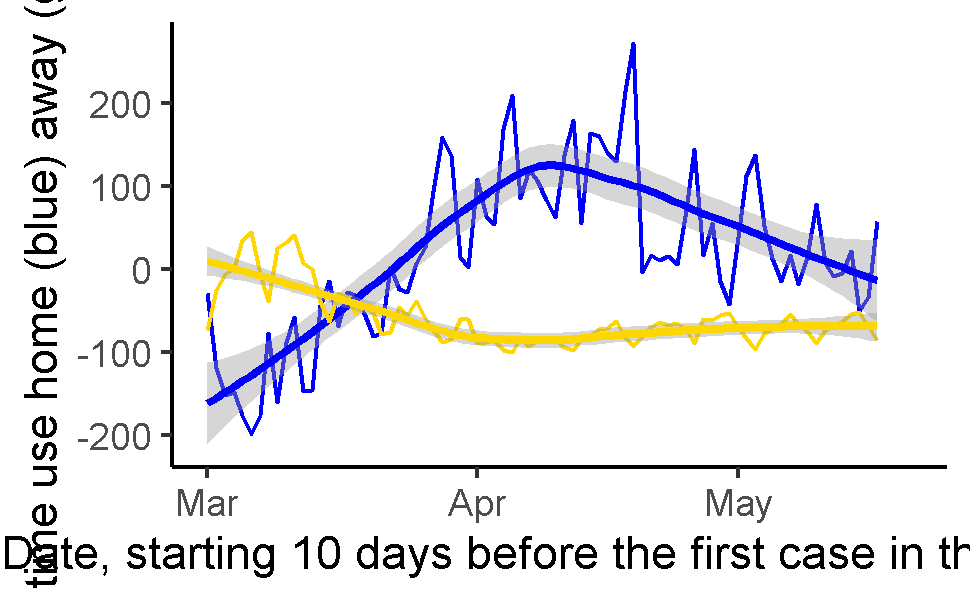 time use home (blue) away (
200
100
0
-100
-200
Mar Apr May
Date, starting 10 days before the first case in th